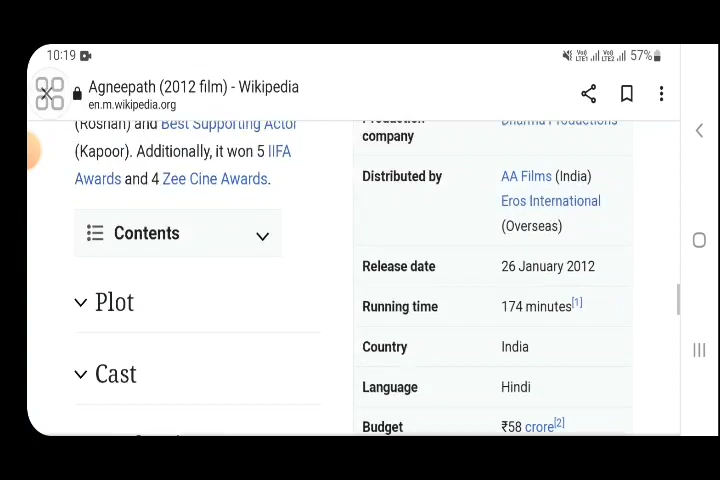 10:19 57%
Agneepath (2012 film) - Wikipedia
en.m.wikipedia.org
(Roshan) and Best Supporting Actor
(Kapoor). Additionally, it won 5 IIFA
Awards and 4 Zee Cine Awards.
Contents
Plot
Cast
Production Dharma Productions
company
Distributed by AA Films (India)
Eros International
(Overseas)
Release date 26 January 2012
Running time 174 minutes[1]
Country India
Language Hindi
Budget ₹58 crore[2]